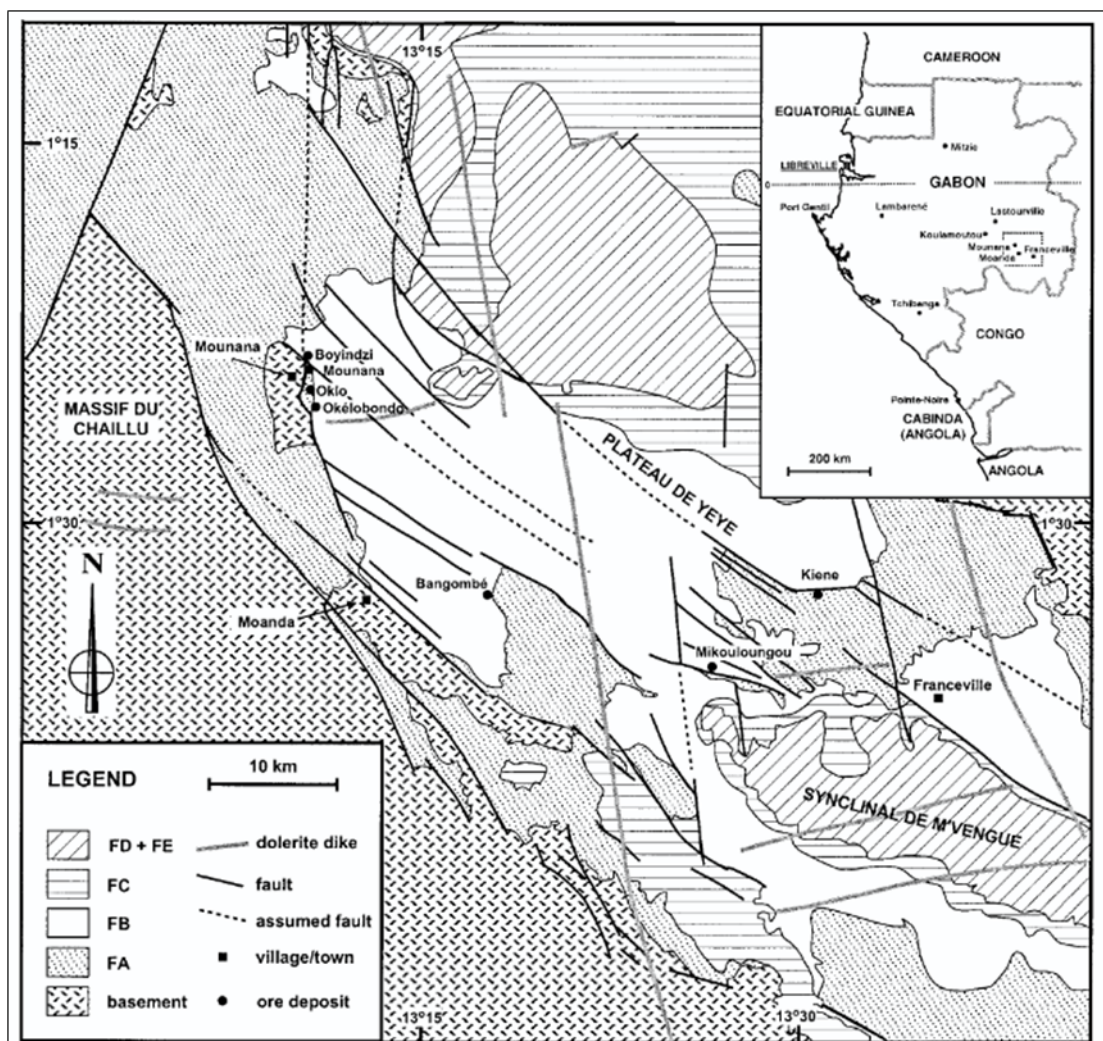 13°15
1°15
CAMEROON
EQUATORIAL GUINEA
Mitzic
LIBREVILLE
0
GABON
Port Gentil
Lambarené
Lastourville
Koulamoutou
Mounana
Franceville
Moanda
Tchibanga
CONGO
Pointe-Noire
CABINDA
(ANGOLA)
200 km
ANGOLA
Mounana
Boyindzi
Mounana
Oklo
Okélobondo
MASSIF DU
CHAILLU
PLATEAU DE YEYE
1°30
1°30
N
Bangombé
Kiene
Moanda
Mikouloungou
Franceville
SYNCLINAL DE M'VENGUE
LEGEND
10 km
FD + FE
dolerite dike
FC
fault
FB
assumed fault
FA
village/town
basement
ore deposit
13°15
13°30